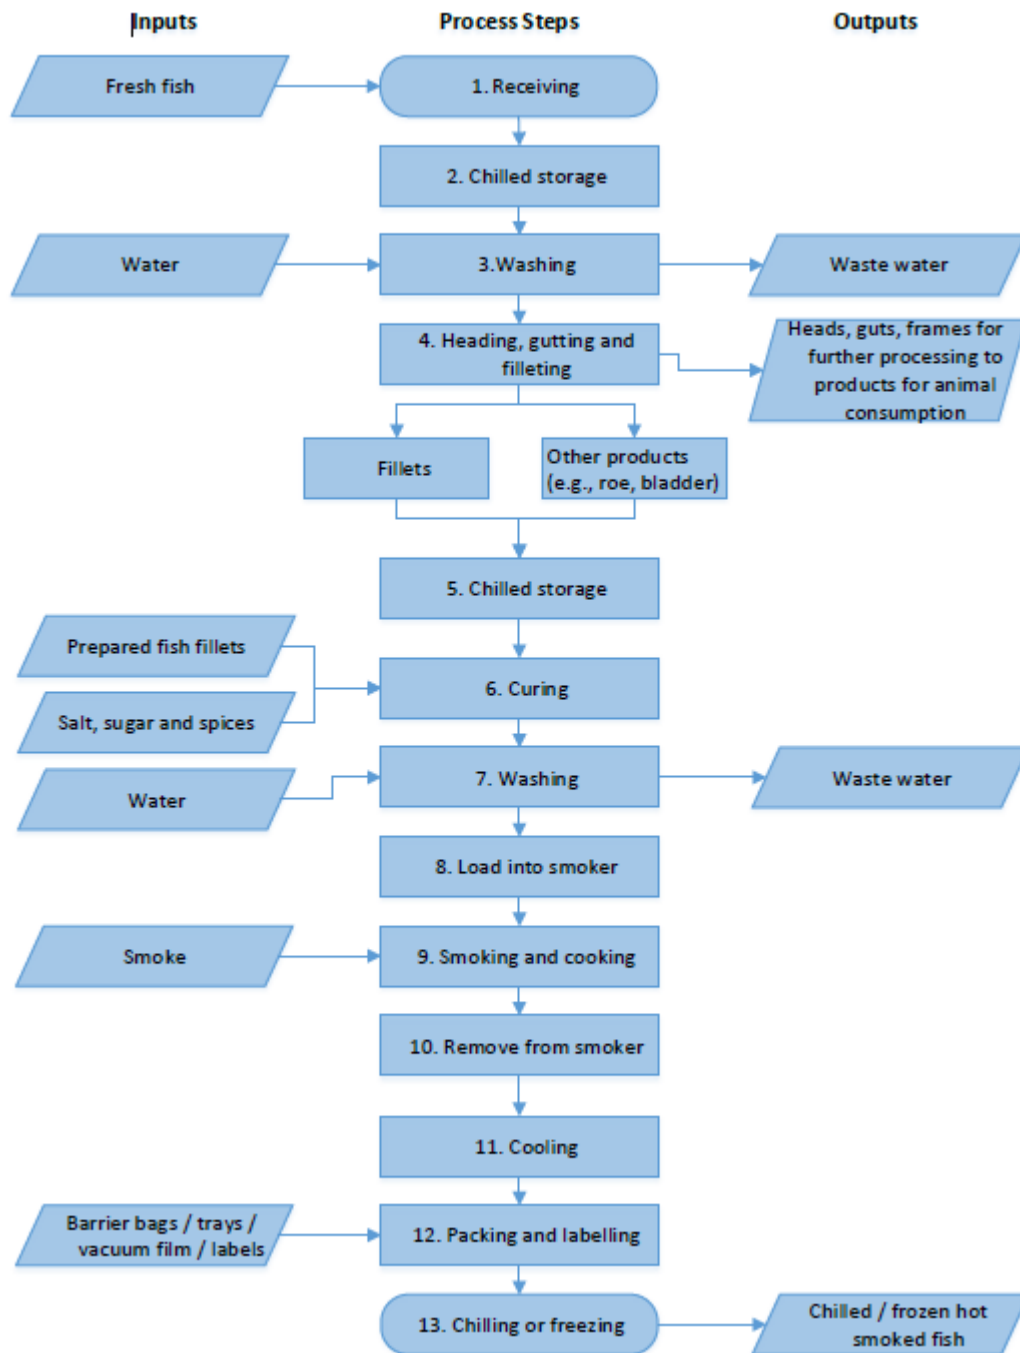 Inputs
Process Steps
Outputs
Fresh fish
1. Receiving
2. Chilled storage
Water
3.Washing
Waste water
4. Heading, gutting and
filleting
Heads, guts, frames for
further processing to
products for animal
consumption
Fillets
Other products
(e.g., roe, bladder)
5. Chilled storage
Prepared fish fillets
6. Curing
Salt, sugar and spices
7. Washing
Water
Waste water
8. Load into smoker
Smoke
9. Smoking and cooking
10. Remove from smoker
11. Cooling
Barrier bags / trays /
vacuum film / labels
12. Packing and labelling
13. Chilling or freezing
Chilled / frozen hot
smoked fish